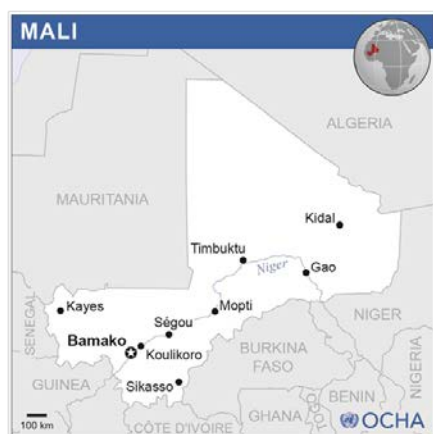 MALI
ALGERIA
MAURITANIA
Kidal
Timbuktu
Niger
Gao
Kayes
Mopti
Ségou
NIGER
SENEGAL
Bamako
Koulikoro
BURKINA
FASO
Sikasso
GUINEA
NIGERIA
BENIN
TOGO
GHANA
CÔTE D'IVOIRE
100 km
OCHA